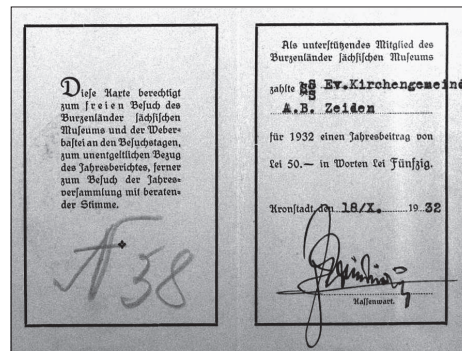 Diese Karte berechtigt
zum freien Besuch des
Burzenländer sächsischen
Museums und der Weber-
bastei an den Besuchstagen,
zum unentgeltlichen Bezug
des Jahresberichtes, ferner
zum Besuch der Jahres-
versammlung mit beraten-
der Stimme.
N 58
Als unterstützendes Mitglied des
Burzenländer sächsischen Museums
zahlte Ev.Kirchengemeind
A.B. Zeiden
für 1932 einen Jahresbeitrag von
Lei 50.— in Worten Lei Fünfzig.
Kronstadt, den 18/X. 1932
Kassenwart.